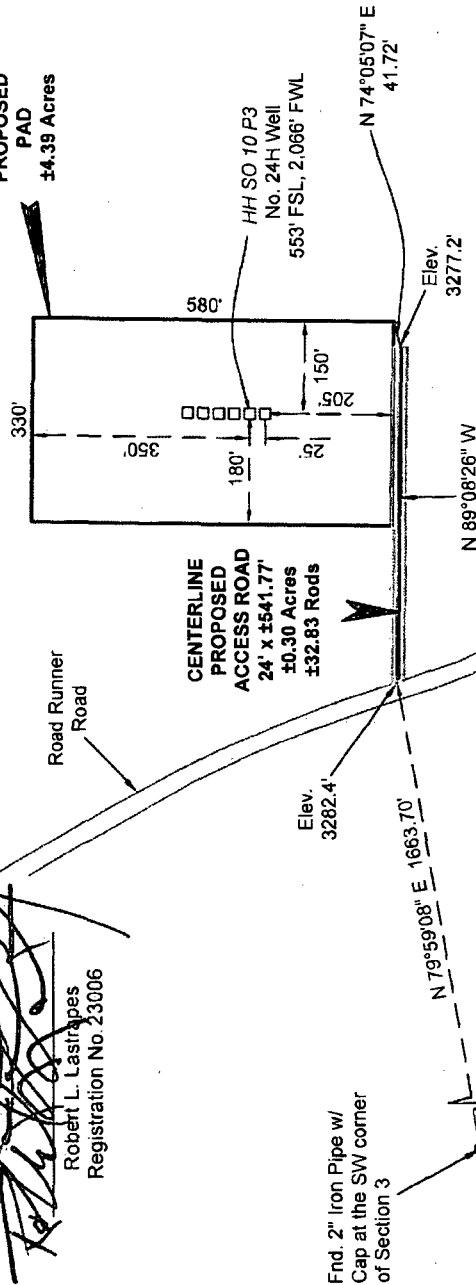 PROPOSED
PAD
±4.39 Acres
330'
580'
HH SO 10 P3
No. 24H Well
553' FSL, 2,066' FWL
350'
180'
150'
25'
205'
N 74°05'07" E
41.72'
CENTERLINE
PROPOSED
ACCESS ROAD
24' x ±541.77'
±0.30 Acres
±32.83 Rods
Road Runner
Road
Elev.
3277.2'
N 89°08'26" W
Elev.
3282.4'
N 79°59'08" E 1663.70'
Robert L. Lastrapes
Registration No. 23006
Fnd. 2" Iron Pipe w/
Cap at the SW corner
of Section 3